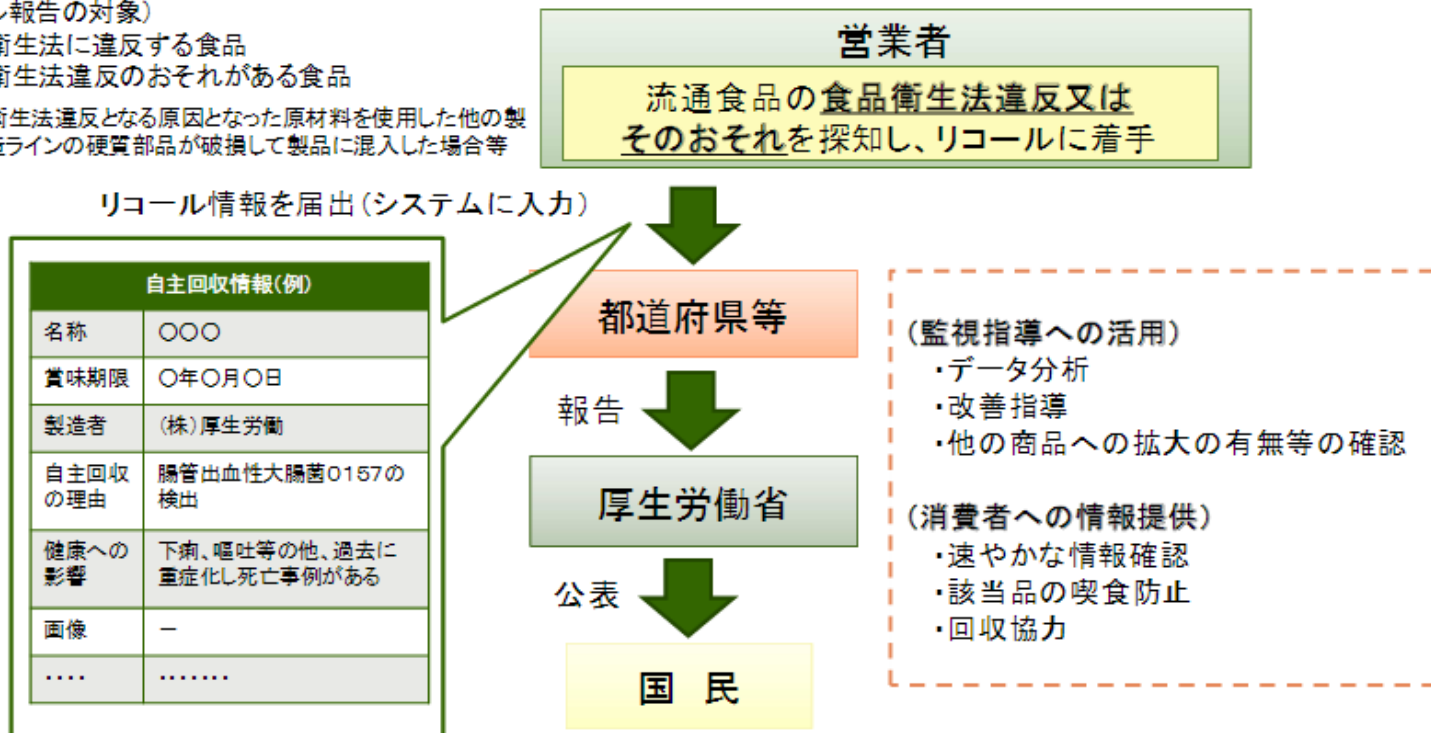 ル報告の対象)
衛生法に違反する食品
衛生法違反のおそれがある食品
衛生法違反となる原因となった原材料を使用した他の製
造ラインの硬質部品が破損して製品に混入した場合等
営業者
流通食品の食品衛生法違反又は
そのおそれを探知し、リコールに着手
リコール情報を届出(システムに入力)
自主回収情報(例)
名称 〇〇〇
賞味期限 〇年〇月〇日
製造者 (株)厚生労働
自主回収 腸管出血性大腸菌O157の
の理由 検出
健康への 下痢、嘔吐等の他、過去に
影響 重症化し死亡事例がある
画像 －
‥‥ ‥‥‥
都道府県等
報告
厚生労働省
公表
国 民
(監視指導への活用)
・データ分析
・改善指導
・他の商品への拡大の有無等の確認
(消費者への情報提供)
・速やかな情報確認
・該当品の喫食防止
・回収協力